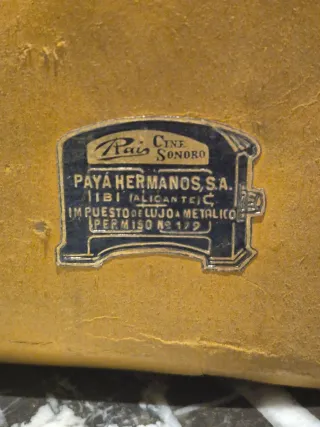 Rai CINE
SONORO
PAYÁ HERMANOS, S.A.
IBI (ALICANTE)
IMPUESTO DE LUJO A METALICO
PERMISO Nº 179